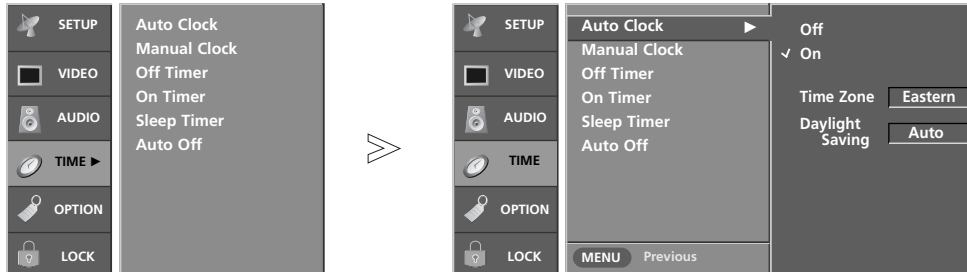 SETUP
VIDEO
AUDIO
TIME ►
OPTION
LOCK
Auto Clock
Manual Clock
Off Timer
On Timer
Sleep Timer
Auto Off
SETUP
VIDEO
AUDIO
TIME
OPTION
LOCK
Auto Clock ►
Manual Clock
Off Timer
On Timer
Sleep Timer
Auto Off
MENU Previous
Off
✓ On
Time Zone Eastern
Daylight
Saving Auto